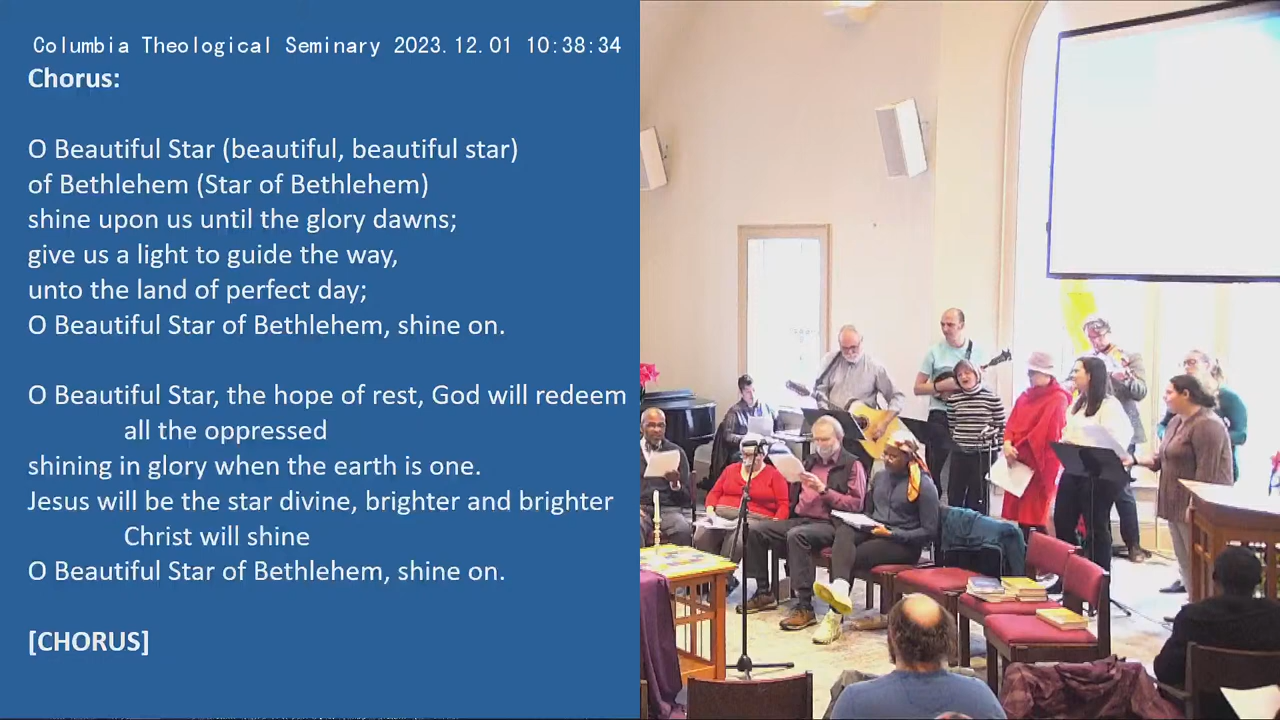 Columbia Theological Seminary 2023.12.01 10:38:34
Chorus:
O Beautiful Star (beautiful, beautiful star)
of Bethlehem (Star of Bethlehem)
shine upon us until the glory dawns;
give us a light to guide the way,
unto the land of perfect day;
O Beautiful Star of Bethlehem, shine on.
O Beautiful Star, the hope of rest, God will redeem
all the oppressed
shining in glory when the earth is one.
Jesus will be the star divine, brighter and brighter
Christ will shine
O Beautiful Star of Bethlehem, shine on.
[CHORUS]